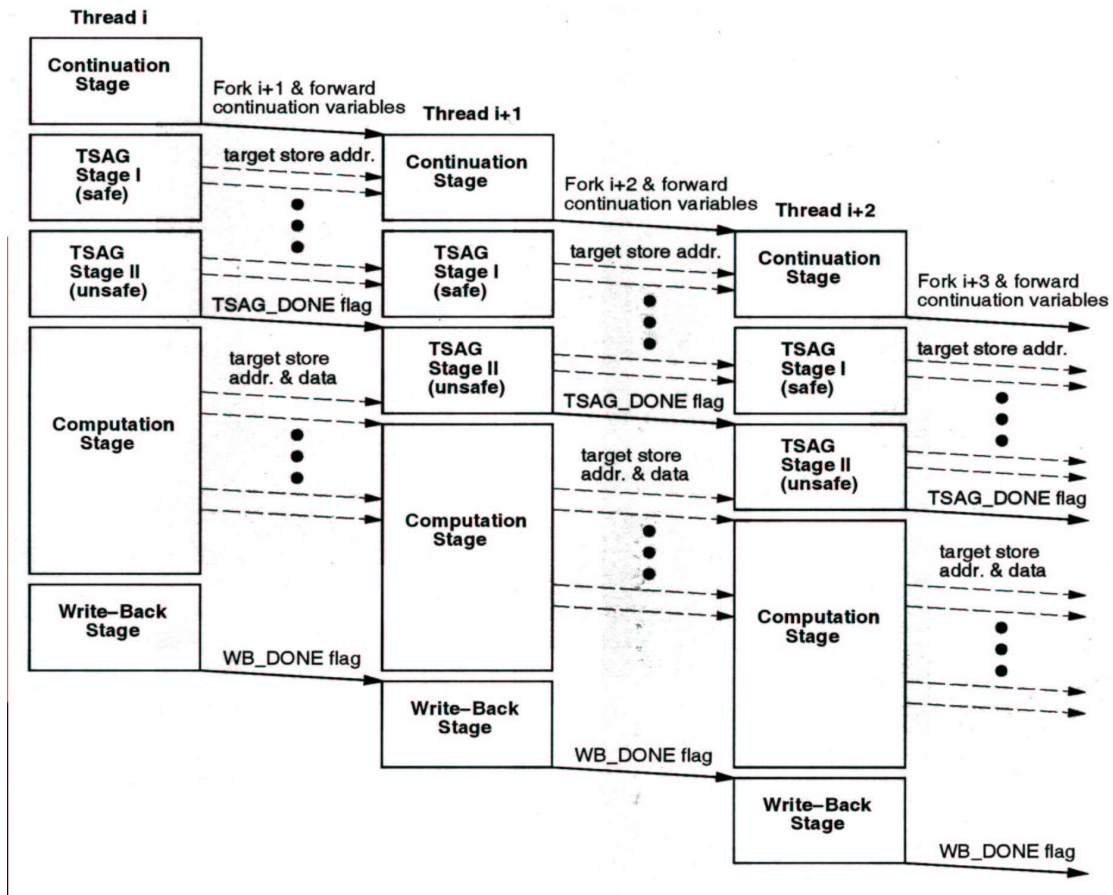 Thread i
Continuation
Stage
Fork i+1 & forward
continuation variables
TSAG
Stage I
(safe)
target store addr.
TSAG
Stage II
(unsafe)
TSAG_DONE flag
Computation
Stage
target store
addr. & data
Write–Back
Stage
WB_DONE flag
Thread i+1
Continuation
Stage
Fork i+2 & forward
continuation variables
TSAG
Stage I
(safe)
target store addr.
TSAG
Stage II
(unsafe)
TSAG_DONE flag
Computation
Stage
target store
addr. & data
Write–Back
Stage
WB_DONE flag
Thread i+2
Continuation
Stage
Fork i+3 & forward
continuation variables
TSAG
Stage I
(safe)
target store addr.
TSAG
Stage II
(unsafe)
TSAG_DONE flag
Computation
Stage
target store
addr. & data
Write–Back
Stage
WB_DONE flag